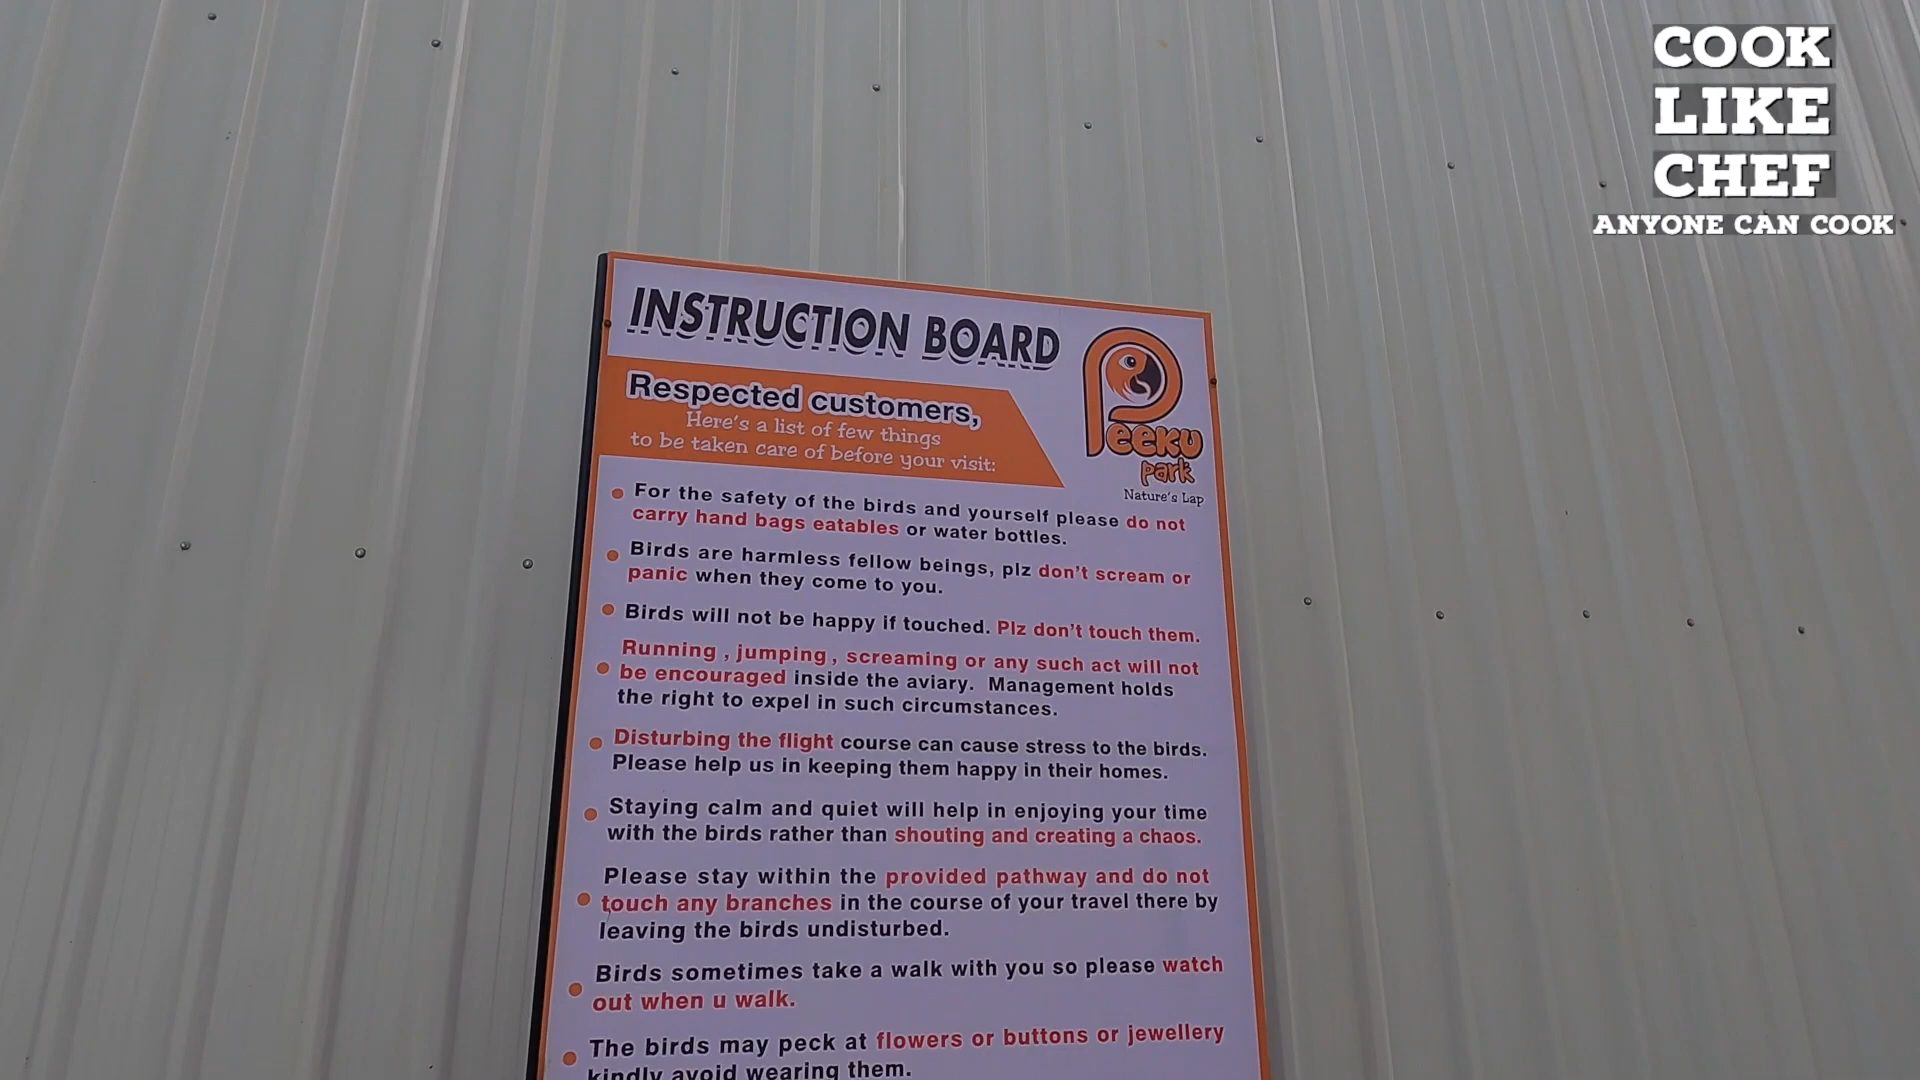 COOK
LIKE
CHEF
ANYONE CAN COOK
INSTRUCTION BOARD
Respected customers,
Here's a list of few things
to be taken care of before your visit:
Peeku
park
Nature's Lap
For the safety of the birds and yourself please do not
carry hand bags eatables or water bottles.
Birds are harmless fellow beings, plz don't scream or
panic when they come to you.
Birds will not be happy if touched. Plz don't touch them.
Running , jumping , screaming or any such act will not
be encouraged inside the aviary. Management holds
the right to expel in such circumstances.
Disturbing the flight course can cause stress to the birds.
Please help us in keeping them happy in their homes.
Staying calm and quiet will help in enjoying your time
with the birds rather than shouting and creating a chaos.
Please stay within the provided pathway and do not
touch any branches in the course of your travel there by
leaving the birds undisturbed.
Birds sometimes take a walk with you so please watch
out when u walk.
The birds may peck at flowers or buttons or jewellery
kindly avoid wearing them.